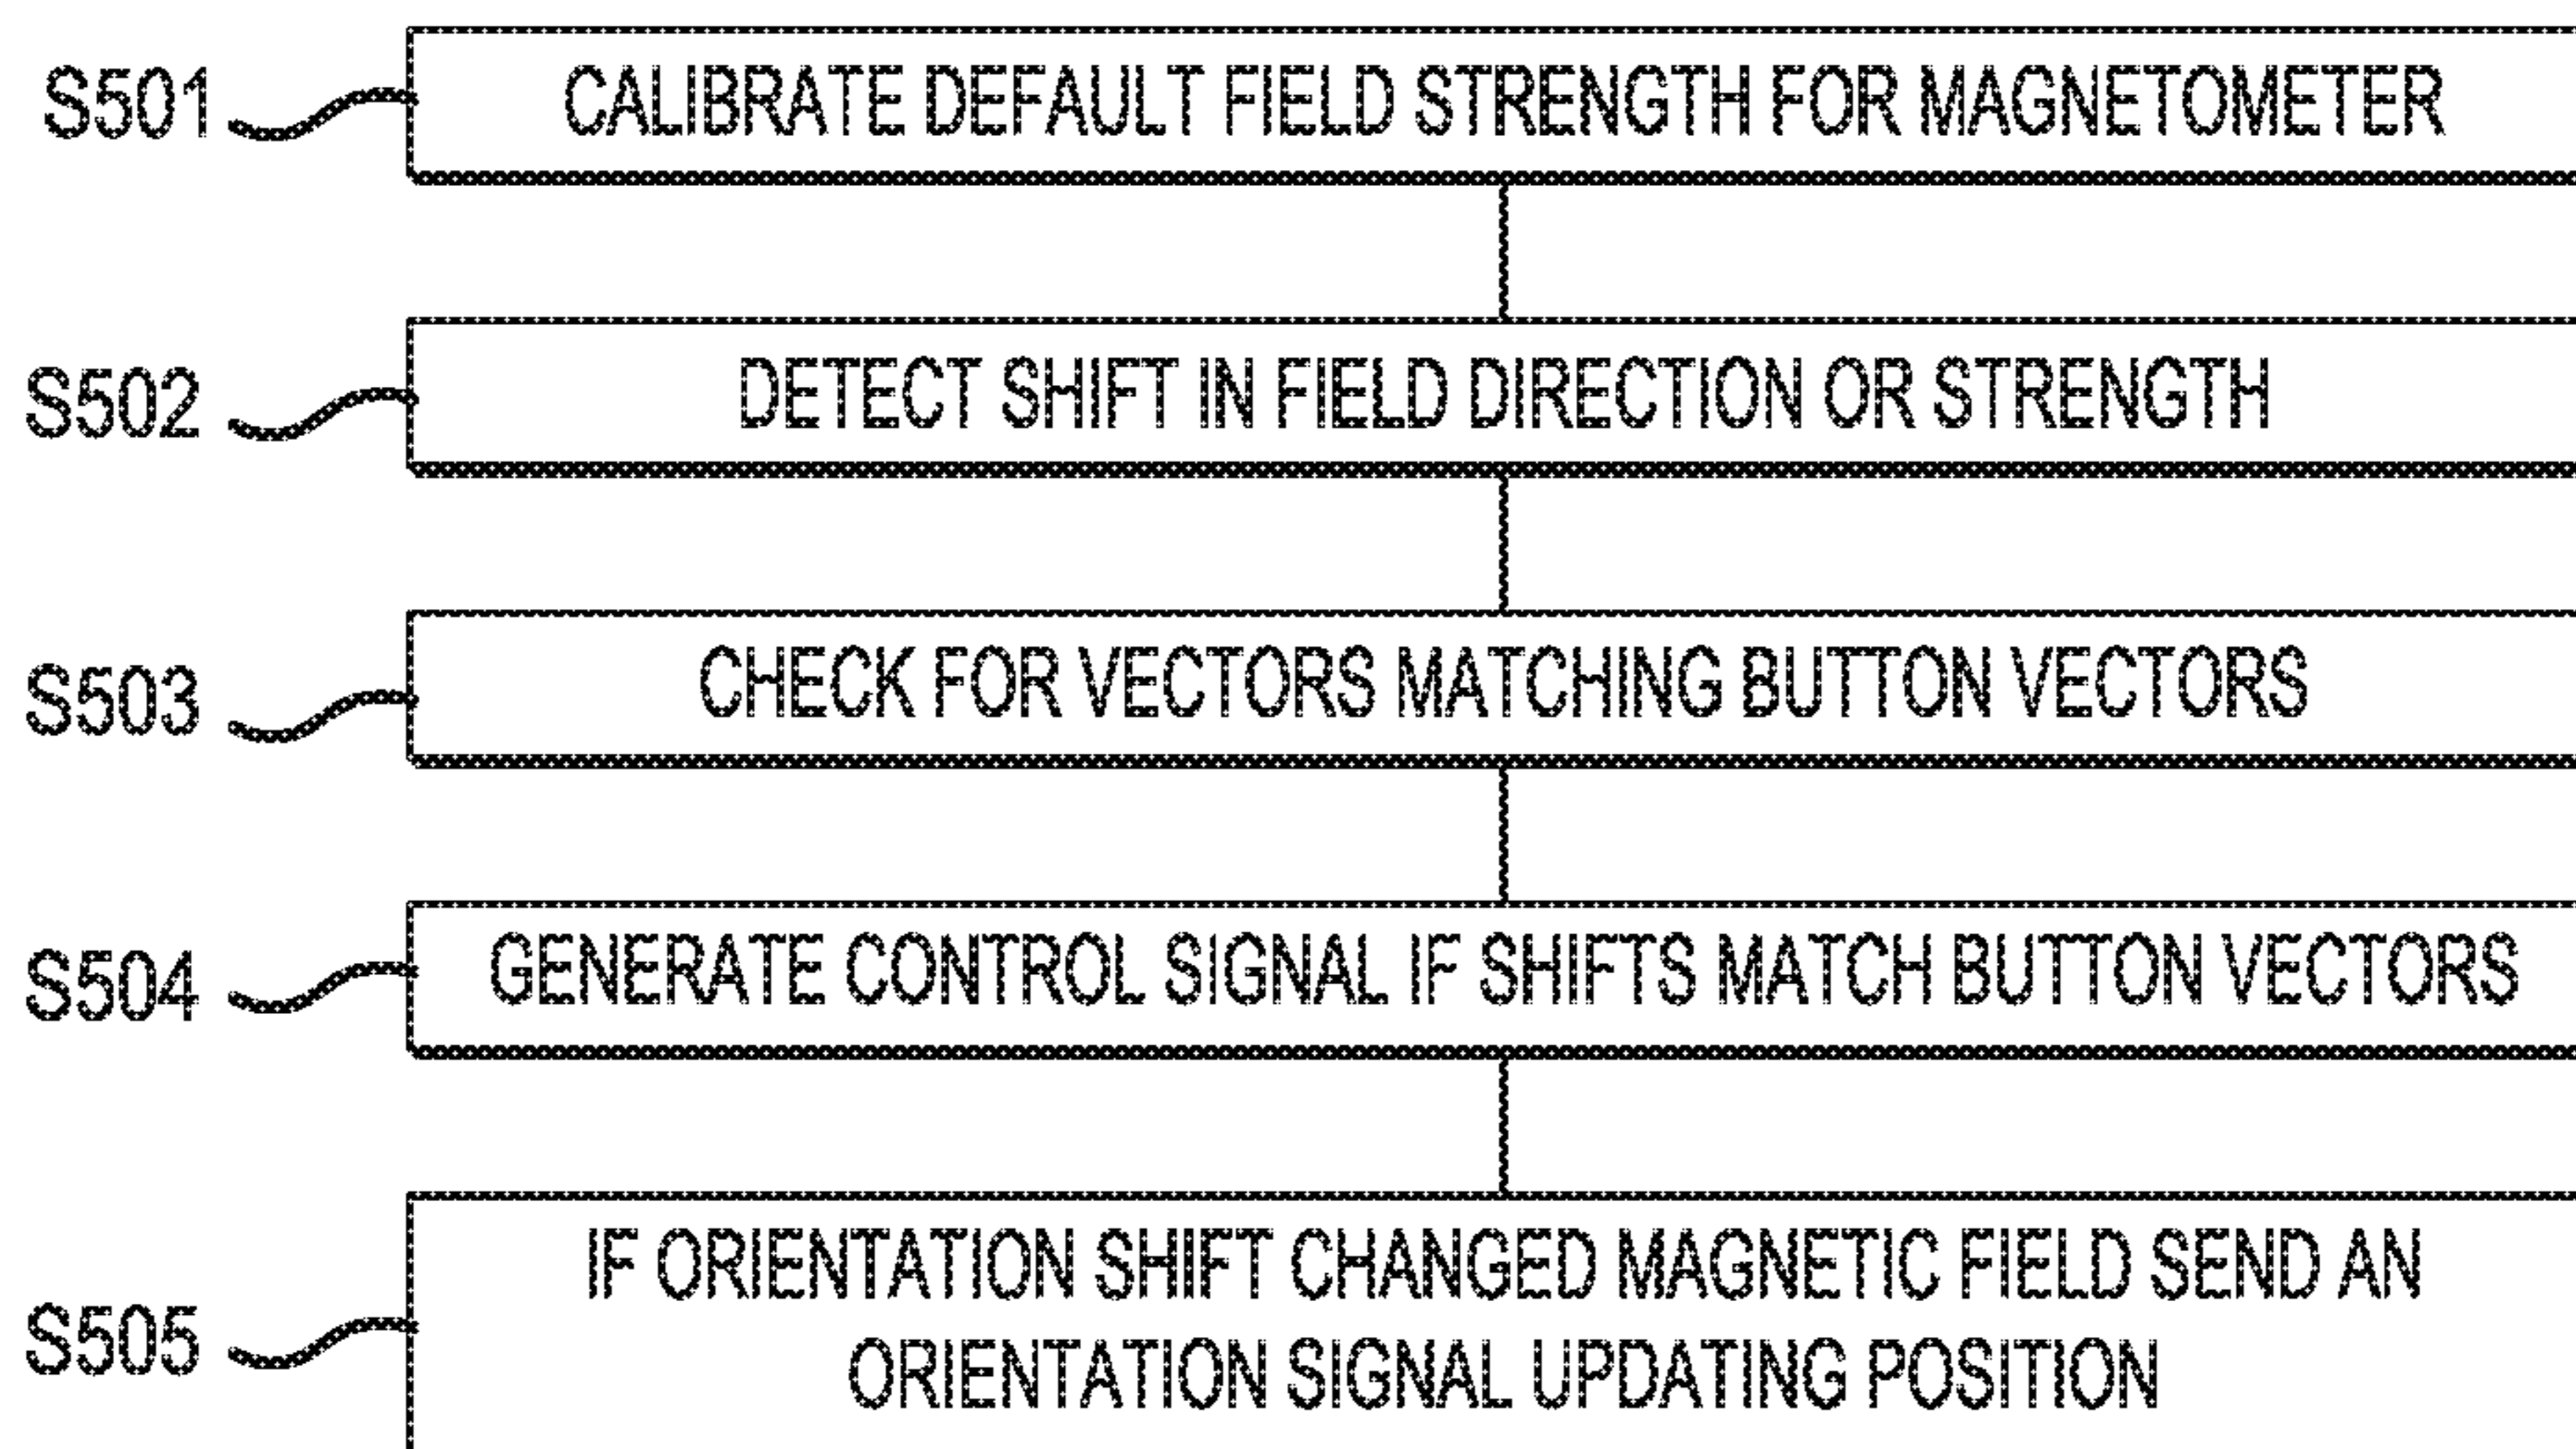 S501
CALIBRATE DEFAULT FIELD STRENGTH FOR MAGNETOMETER
S502
DETECT SHIFT IN FIELD DIRECTION OR STRENGTH
S503
CHECK FOR VECTORS MATCHING BUTTON VECTORS
S504
GENERATE CONTROL SIGNAL IF SHIFTS MATCH BUTTON VECTORS
S505
IF ORIENTATION SHIFT CHANGED MAGNETIC FIELD SEND AN
ORIENTATION SIGNAL UPDATING POSITION